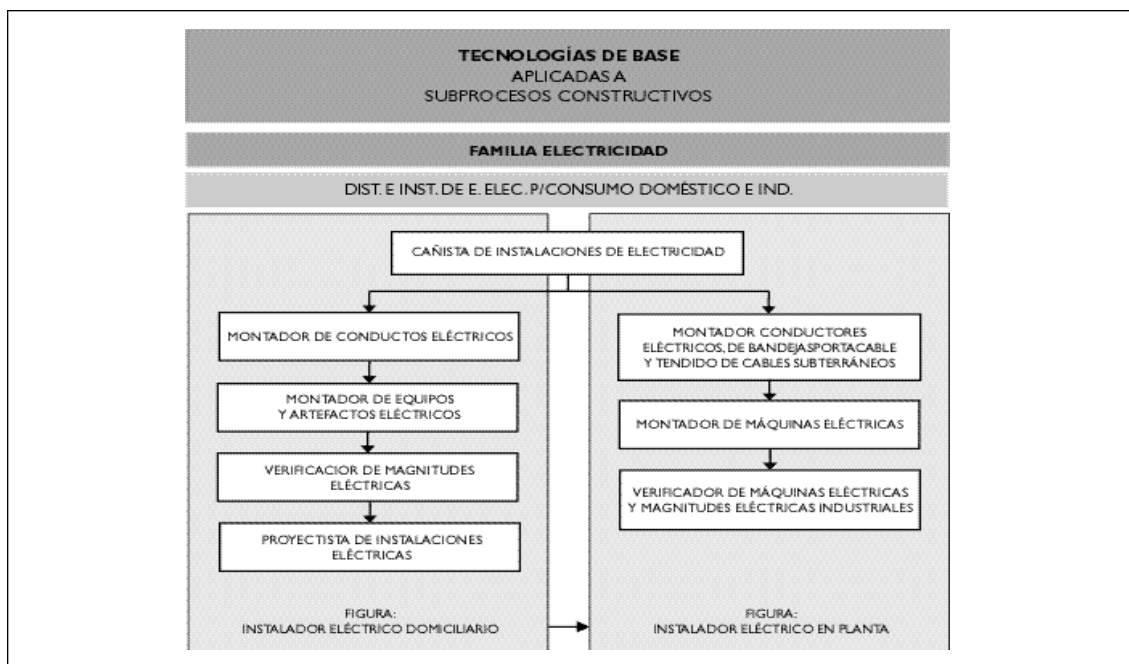 TECNOLOGÍAS DE BASE
APLICADAS A
SUBPROCESOS CONSTRUCTIVOS
FAMILIA ELECTRICIDAD
DIST. E INST. DE E. ELEC. P/CONSUMO DOMÉSTICO E IND.
CAÑISTA DE INSTALACIONES DE ELECTRICIDAD
MONTADOR DE CONDUCTOS ELÉCTRICOS
MONTADOR DE EQUIPOS
Y ARTEFACTOS ELÉCTRICOS
VERIFICACIOR DE MAGNITUDES
ELÉCTRICAS
PROYECTISTA DE INSTALACIONES
ELÉCTRICAS
FIGURA:
INSTALADOR ELÉCTRICO DOMICILIARIO
MONTADOR CONDUCTORES
ELÉCTRICOS, DE BANDEJASPORTACABLE
Y TENDIDO DE CABLES SUBTERRÁNEOS
MONTADOR DE MÁQUINAS ELÉCTRICAS
VERIFICADOR DE MÁQUINAS ELÉCTRICAS
Y MAGNITUDES ELÉCTRICAS INDUSTRIALES
FIGURA:
INSTALADOR ELÉCTRICO EN PLANTA